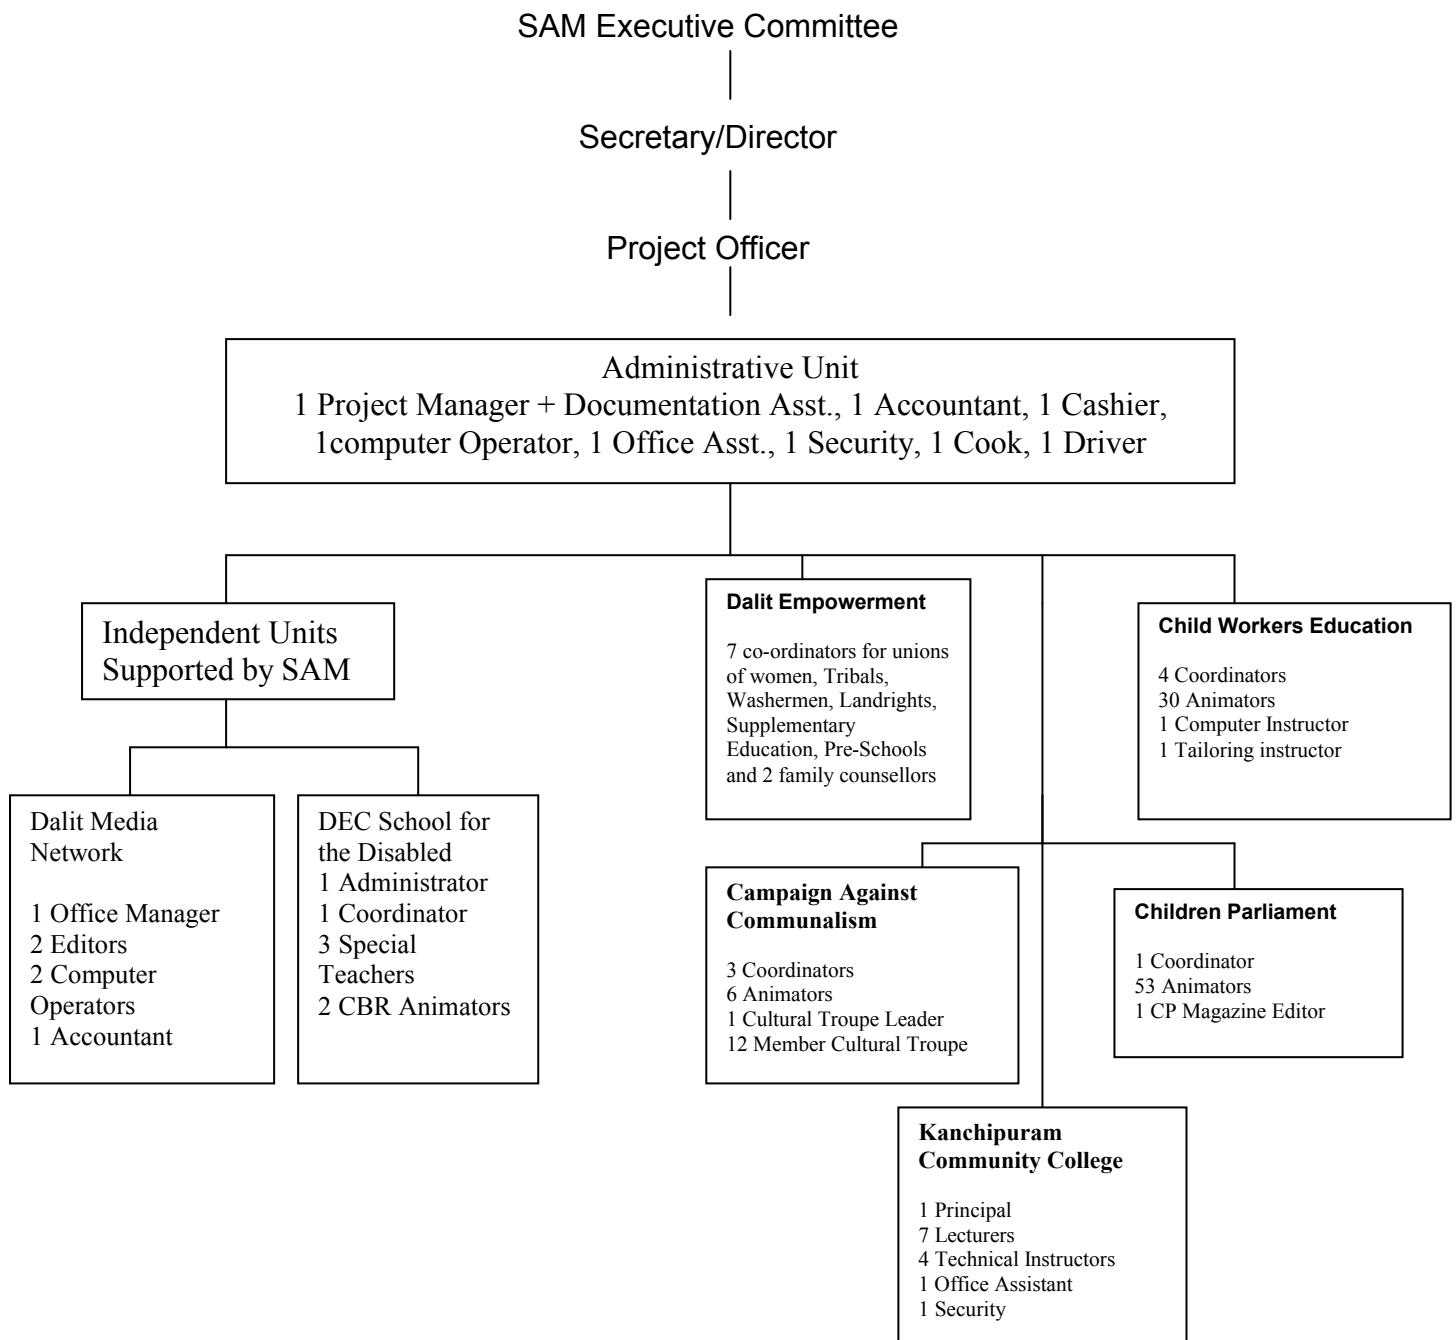 SAM Executive Committee
Secretary/Director
Project Officer
Administrative Unit
1 Project Manager + Documentation Asst., 1 Accountant, 1 Cashier,
1computer Operator, 1 Office Asst., 1 Security, 1 Cook, 1 Driver
Independent Units
Supported by SAM
Dalit Media
Network
1 Office Manager
2 Editors
2 Computer
Operators
1 Accountant
DEC School for
the Disabled
1 Administrator
1 Coordinator
3 Special
Teachers
2 CBR Animators
Dalit Empowerment
7 co-ordinators for unions
of women, Tribals,
Washermen, Landrights,
Supplementary
Education, Pre-Schools
and 2 family counsellors
Child Workers Education
4 Coordinators
30 Animators
1 Computer Instructor
1 Tailoring instructor
Campaign Against
Communalism
3 Coordinators
6 Animators
1 Cultural Troupe Leader
12 Member Cultural Troupe
Children Parliament
1 Coordinator
53 Animators
1 CP Magazine Editor
Kanchipuram
Community College
1 Principal
7 Lecturers
4 Technical Instructors
1 Office Assistant
1 Security